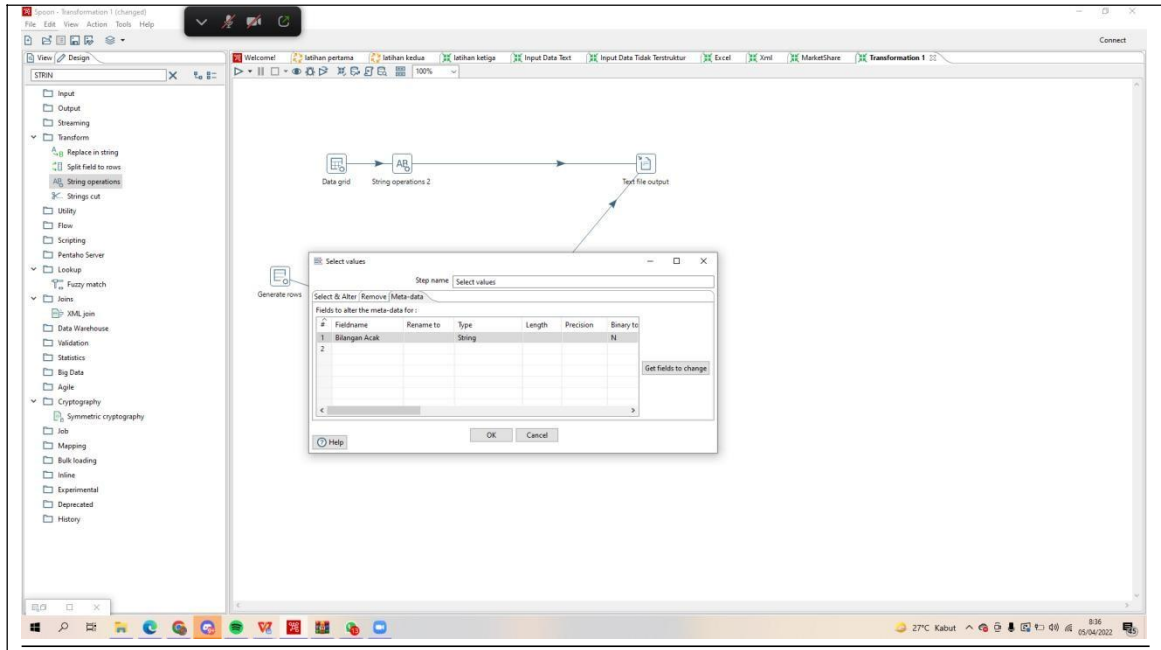 Spoon - Transformation 1 (changed)
File Edit View Action Tools Help
Connect
View Design
STRIN
Input
Output
Streaming
Transform
Replace in string
Split field to rows
String operations
Strings cut
Utility
Flow
Scripting
Pentaho Server
Lookup
Fuzzy match
Joins
XML join
Data Warehouse
Validation
Statistics
Big Data
Agile
Cryptography
Symmetric cryptography
Job
Mapping
Bulk loading
Inline
Experimental
Deprecated
History
Welcome! latihan pertama latihan kedua latihan ketiga Input Data Text Input Data Tidak Terstruktur Excel Xml MarketShare Transformation 1
100%
Data grid String operations 2 Text file output
Generate rows
Select values
Step name Select values
Select & Alter Remove Meta-data
Fields to alter the meta-data for :
# Fieldname Rename to Type Length Precision Binary to
1 Bilangan Acak String N
2
Get fields to change
OK Cancel
Help
27°C Kabut 8:36
05/04/2022